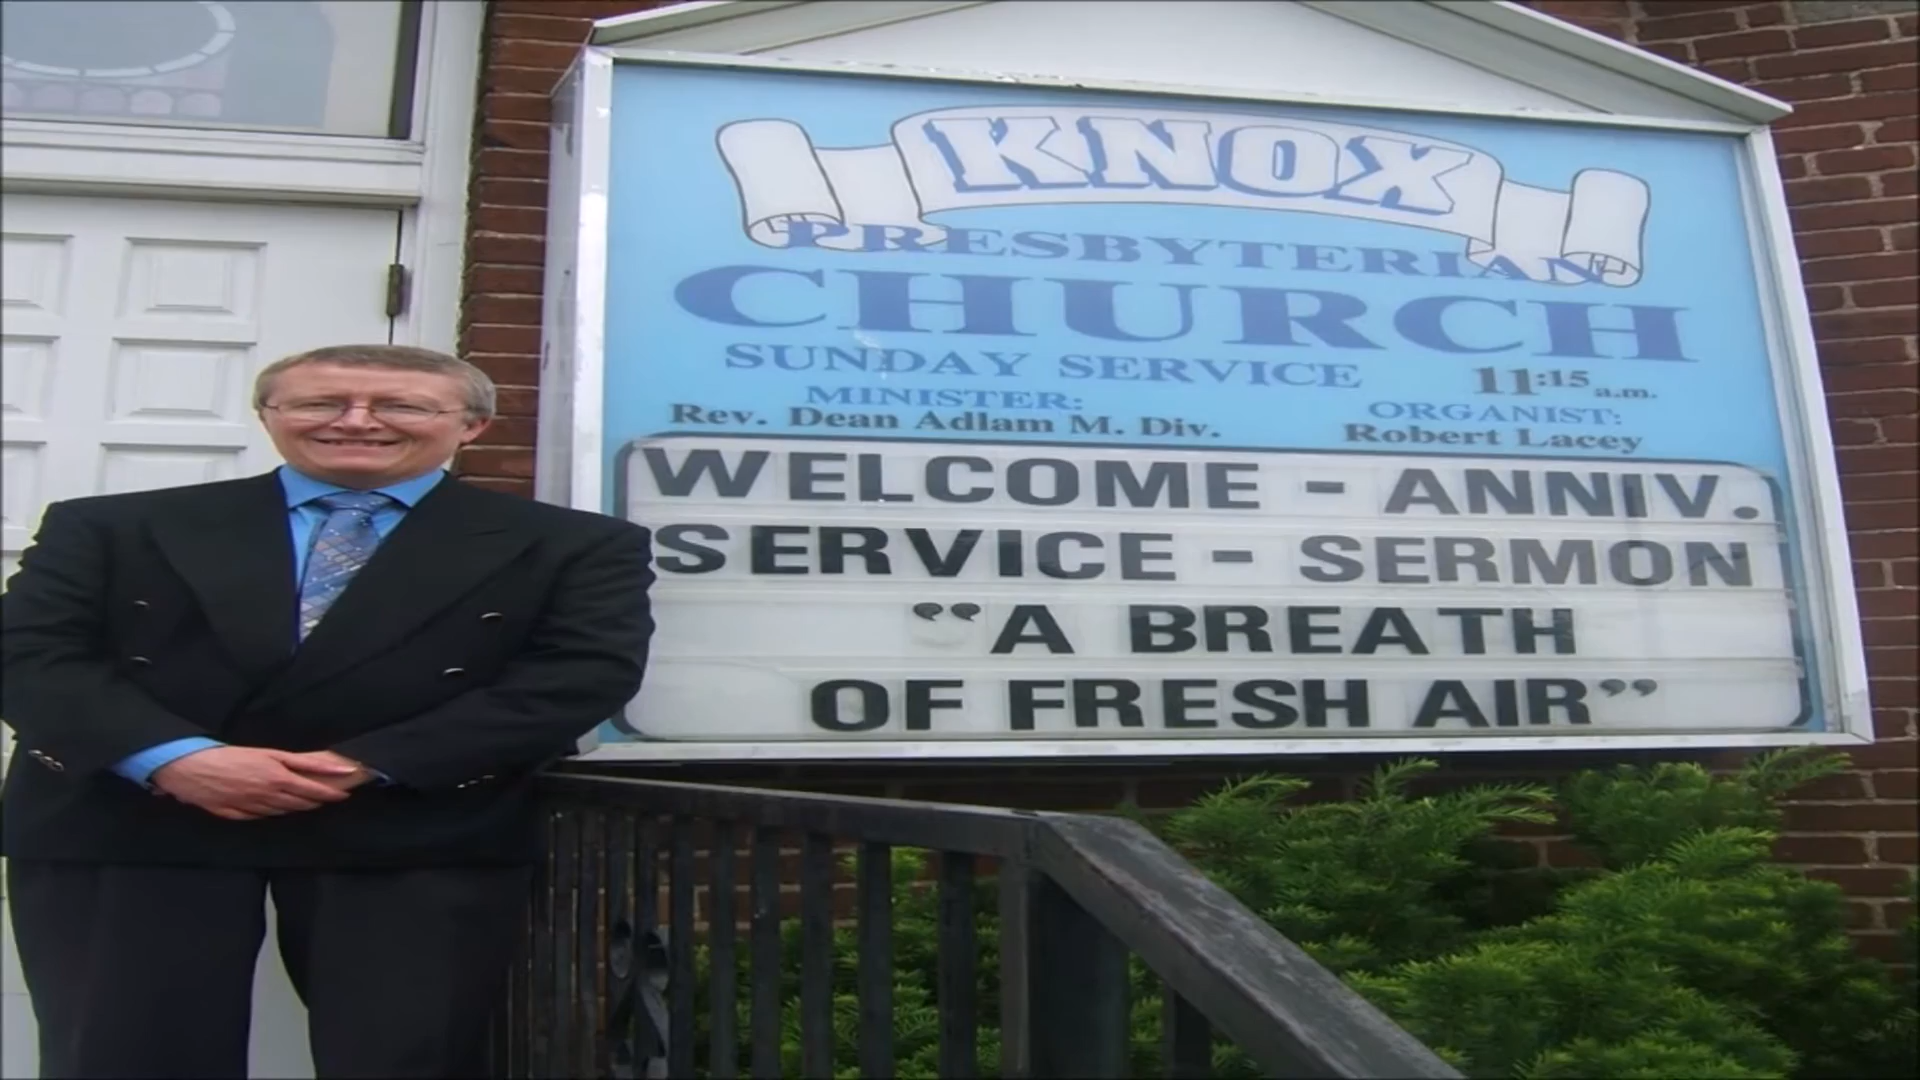 KNOX
PRESBYTERIAN
CHURCH
SUNDAY SERVICE 11:15 a.m.
MINISTER: ORGANIST:
Rev. Dean Adlam M. Div. Robert Lacey
WELCOME - ANNIV.
SERVICE - SERMON
"A BREATH
OF FRESH AIR"